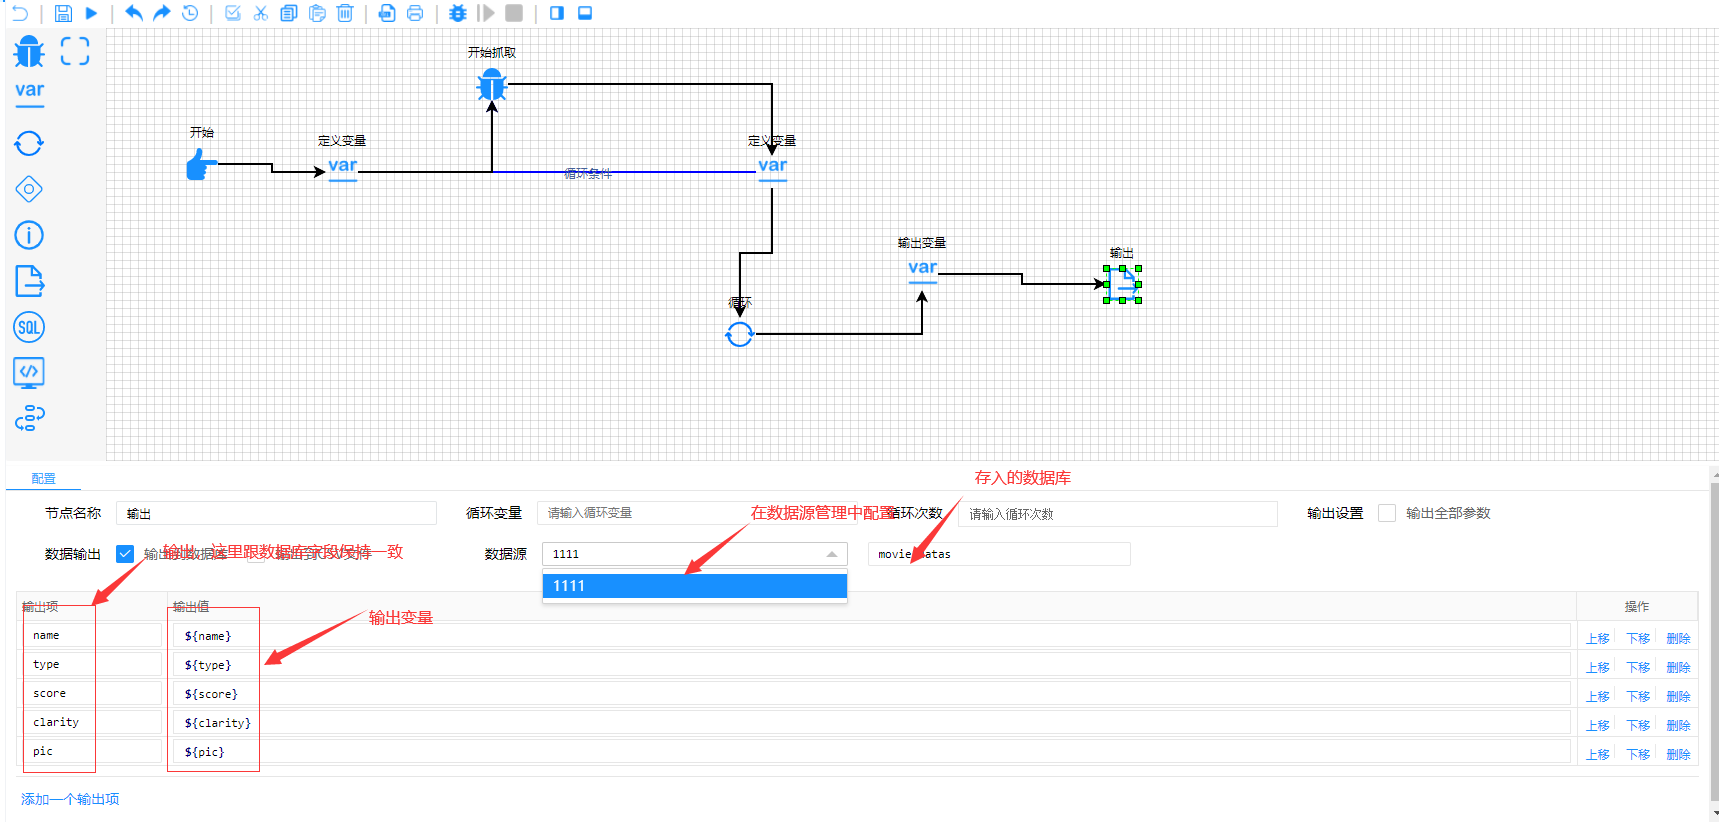 开始抓取
var
开始
定义变量
定义变量
var
var
循环条件
输出变量
var
输出
循环
SQL
配置
存入的数据库
节点名称
输出
循环变量
请输入循环变量
在数据源管理中配置
循环次数
请输入循环次数
输出设置
输出全部参数
数据输出
输出到数据库
输出，这里跟数据库字段保持一致
数据源
1111
1111
输出项
输出值
操作
输出变量
name
${name}
上移
下移
删除
type
${type}
上移
下移
删除
score
${score}
上移
下移
删除
clarity
${clarity}
上移
下移
删除
pic
${pic}
上移
下移
删除
添加一个输出项